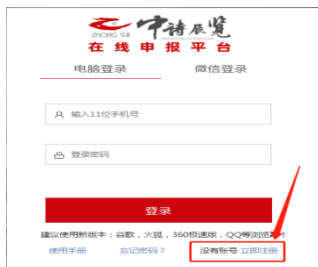 中诗展览
ZHONG SHI
在线申报平台
电脑登录 微信登录
输入11位手机号
登录密码
登录
建议使用新版本：谷歌，火狐，360极速版，QQ等浏览
使用手册 忘记密码？ 没有账号 立即注册